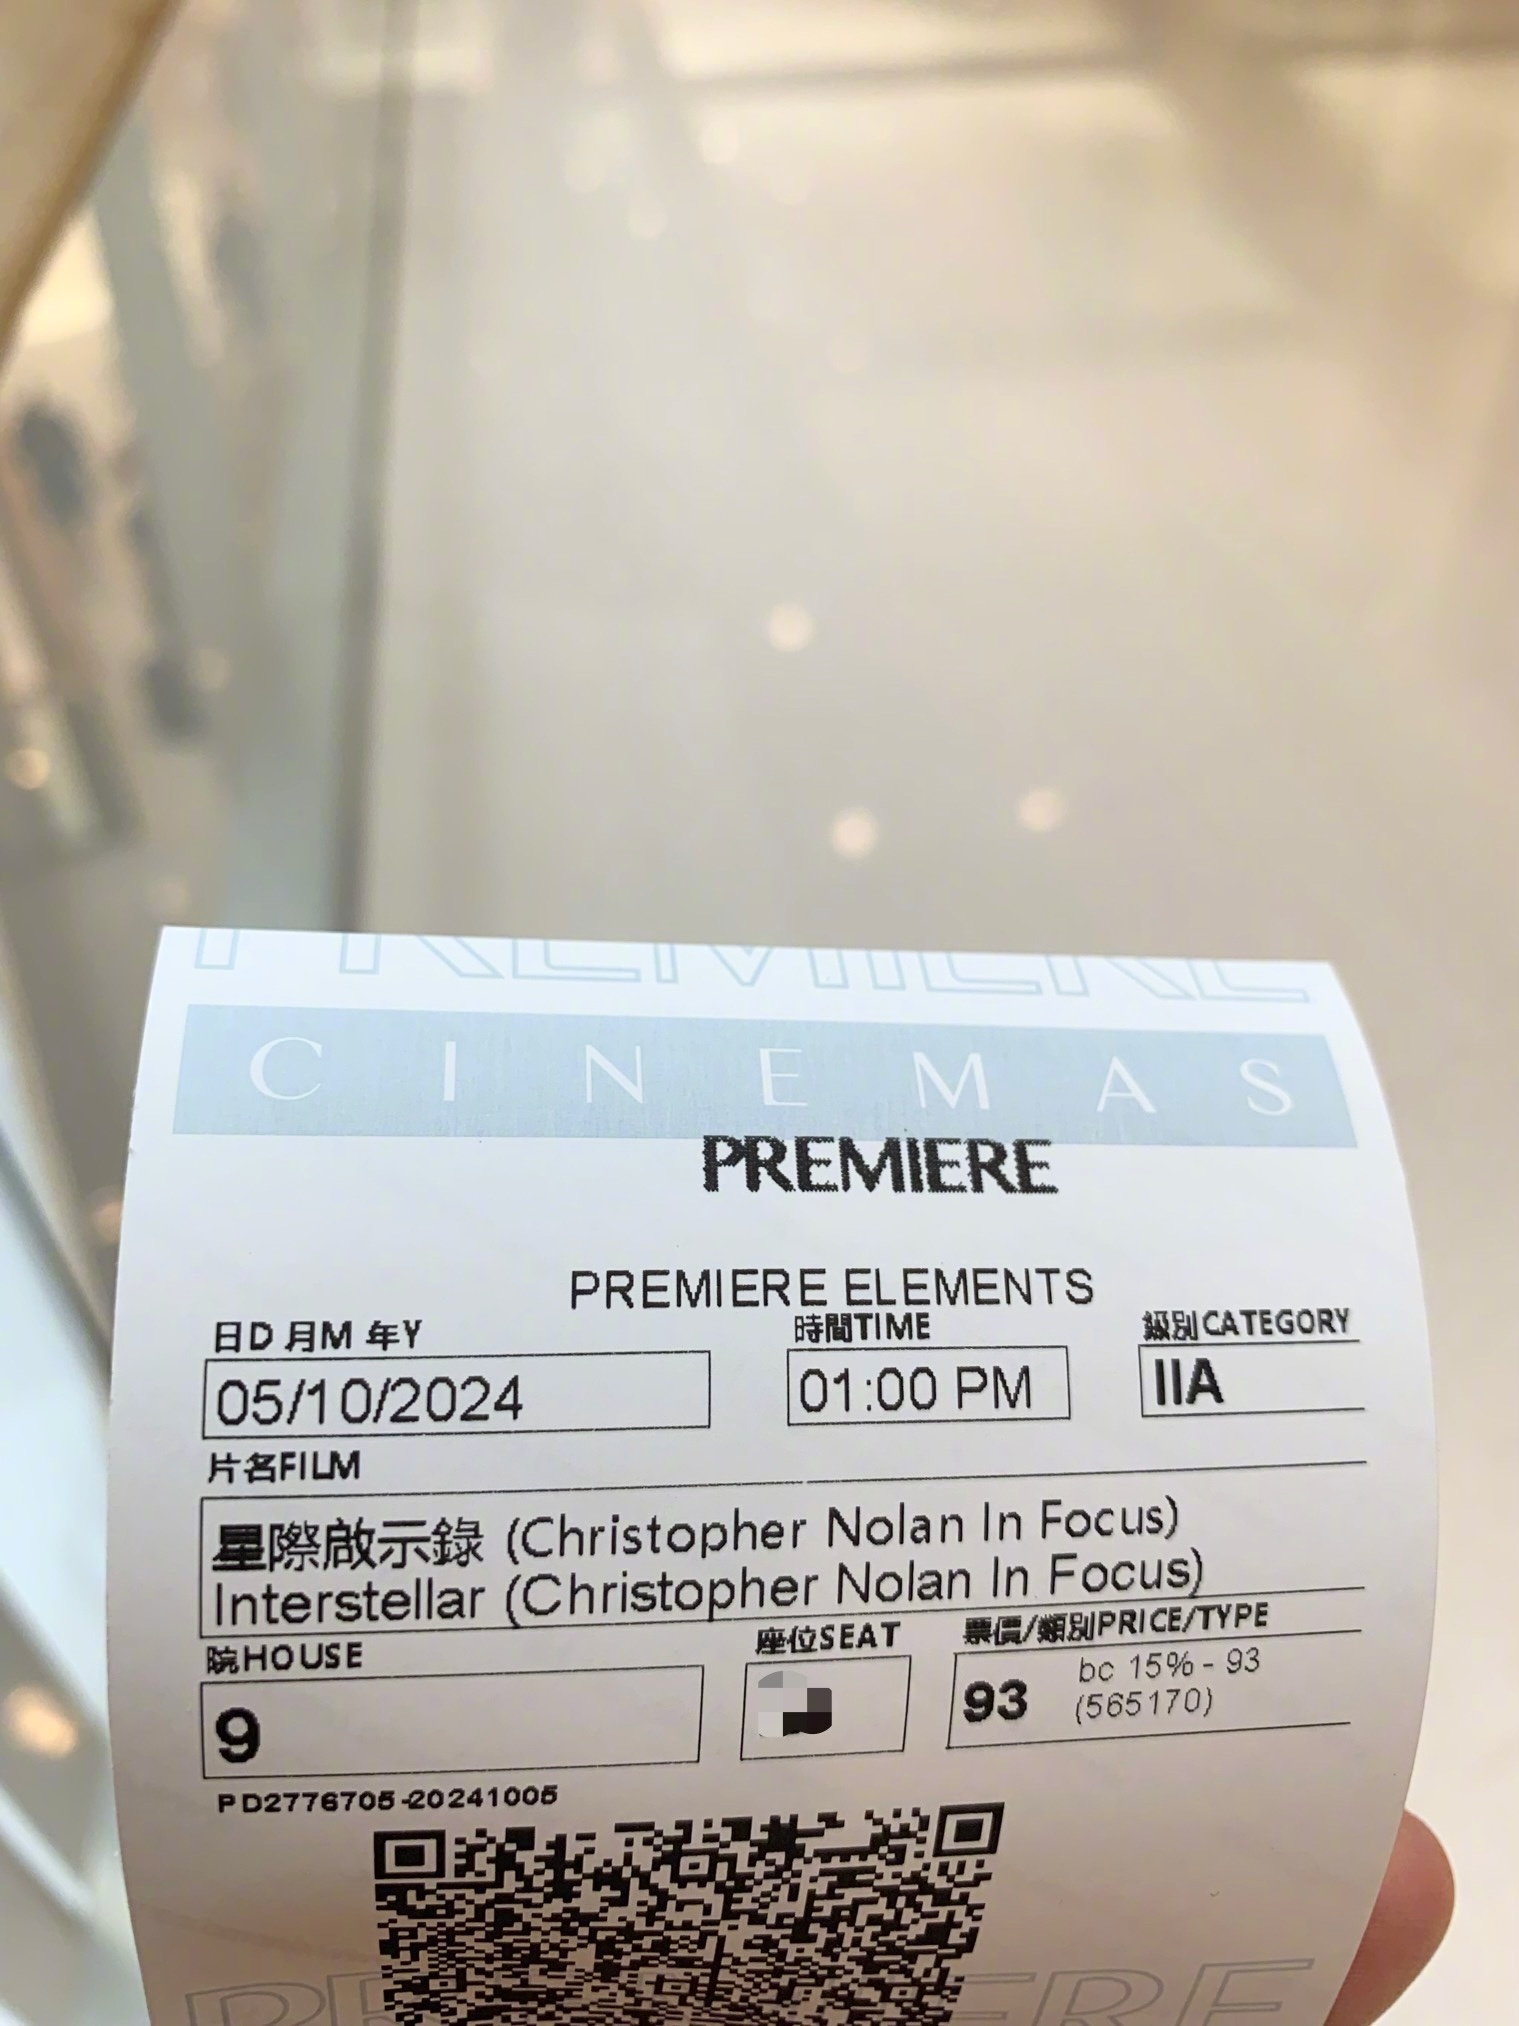 PREMIERE
CINEMAS
PREMIERE
PREMIERE ELEMENTS
日D 月M 年Y 時間TIME 級別CATEGORY
05/10/2024 01:00 PM IIA
片名FILM
星際啟示錄 (Christopher Nolan In Focus)
Interstellar (Christopher Nolan In Focus)
院HOUSE 座位SEAT 票價/類別PRICE/TYPE
9 93 bc 15% - 93
(565170)
PD2776705-20241005
PREMIERE